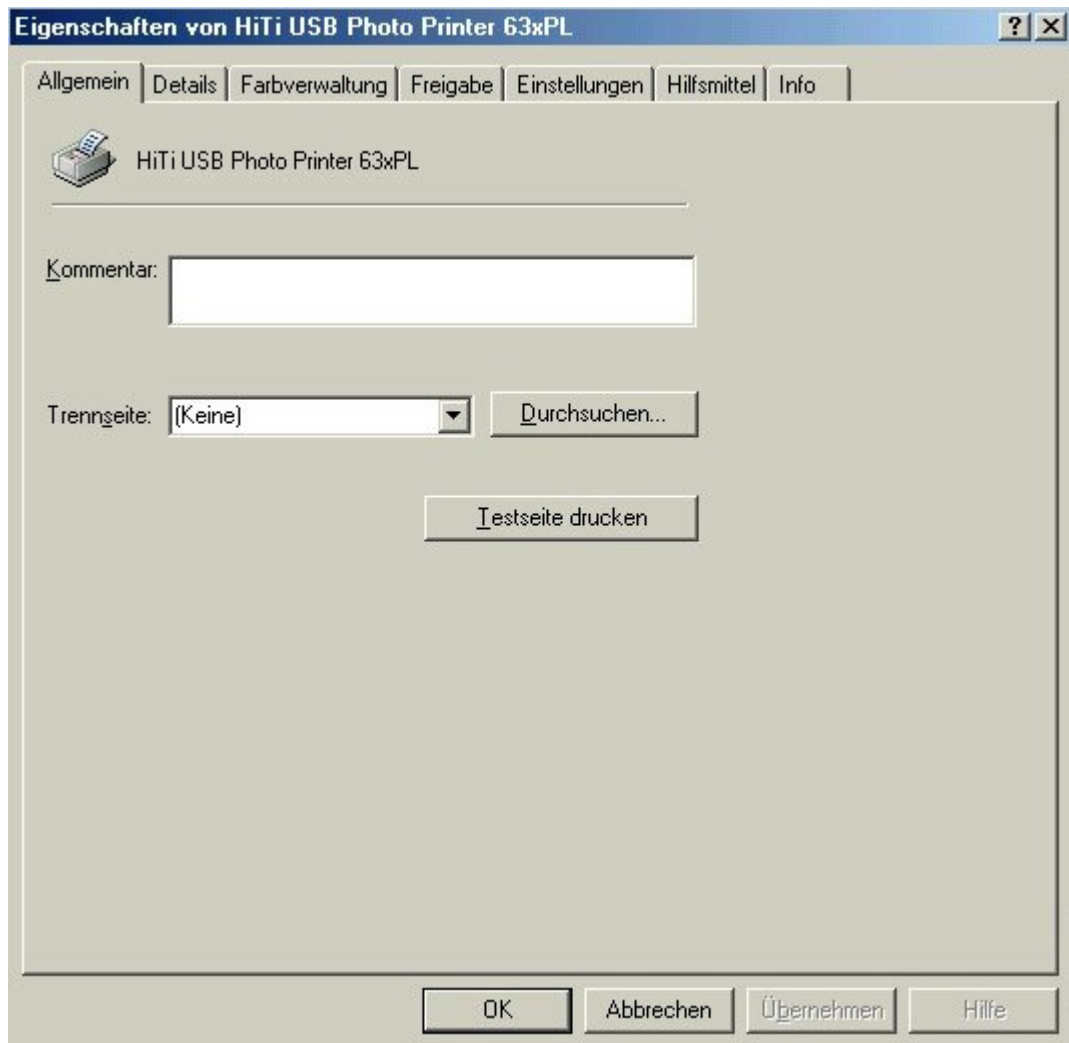 Eigenschaften von HiTi USB Photo Printer 63xPL
Allgemein Details Farbverwaltung Freigabe Einstellungen Hilfsmittel Info
HiTi USB Photo Printer 63xPL
Kommentar:
Trennseite: (Keine) Durchsuchen...
Testseite drucken
OK Abbrechen Übernehmen Hilfe